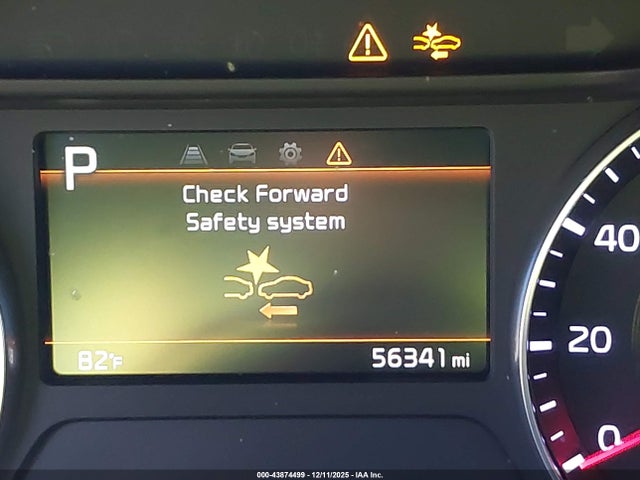 P
Check Forward
Safety system
82°F
56341 mi
40
20
0
000-43874499 - 12/11/2025 - IAA Inc.